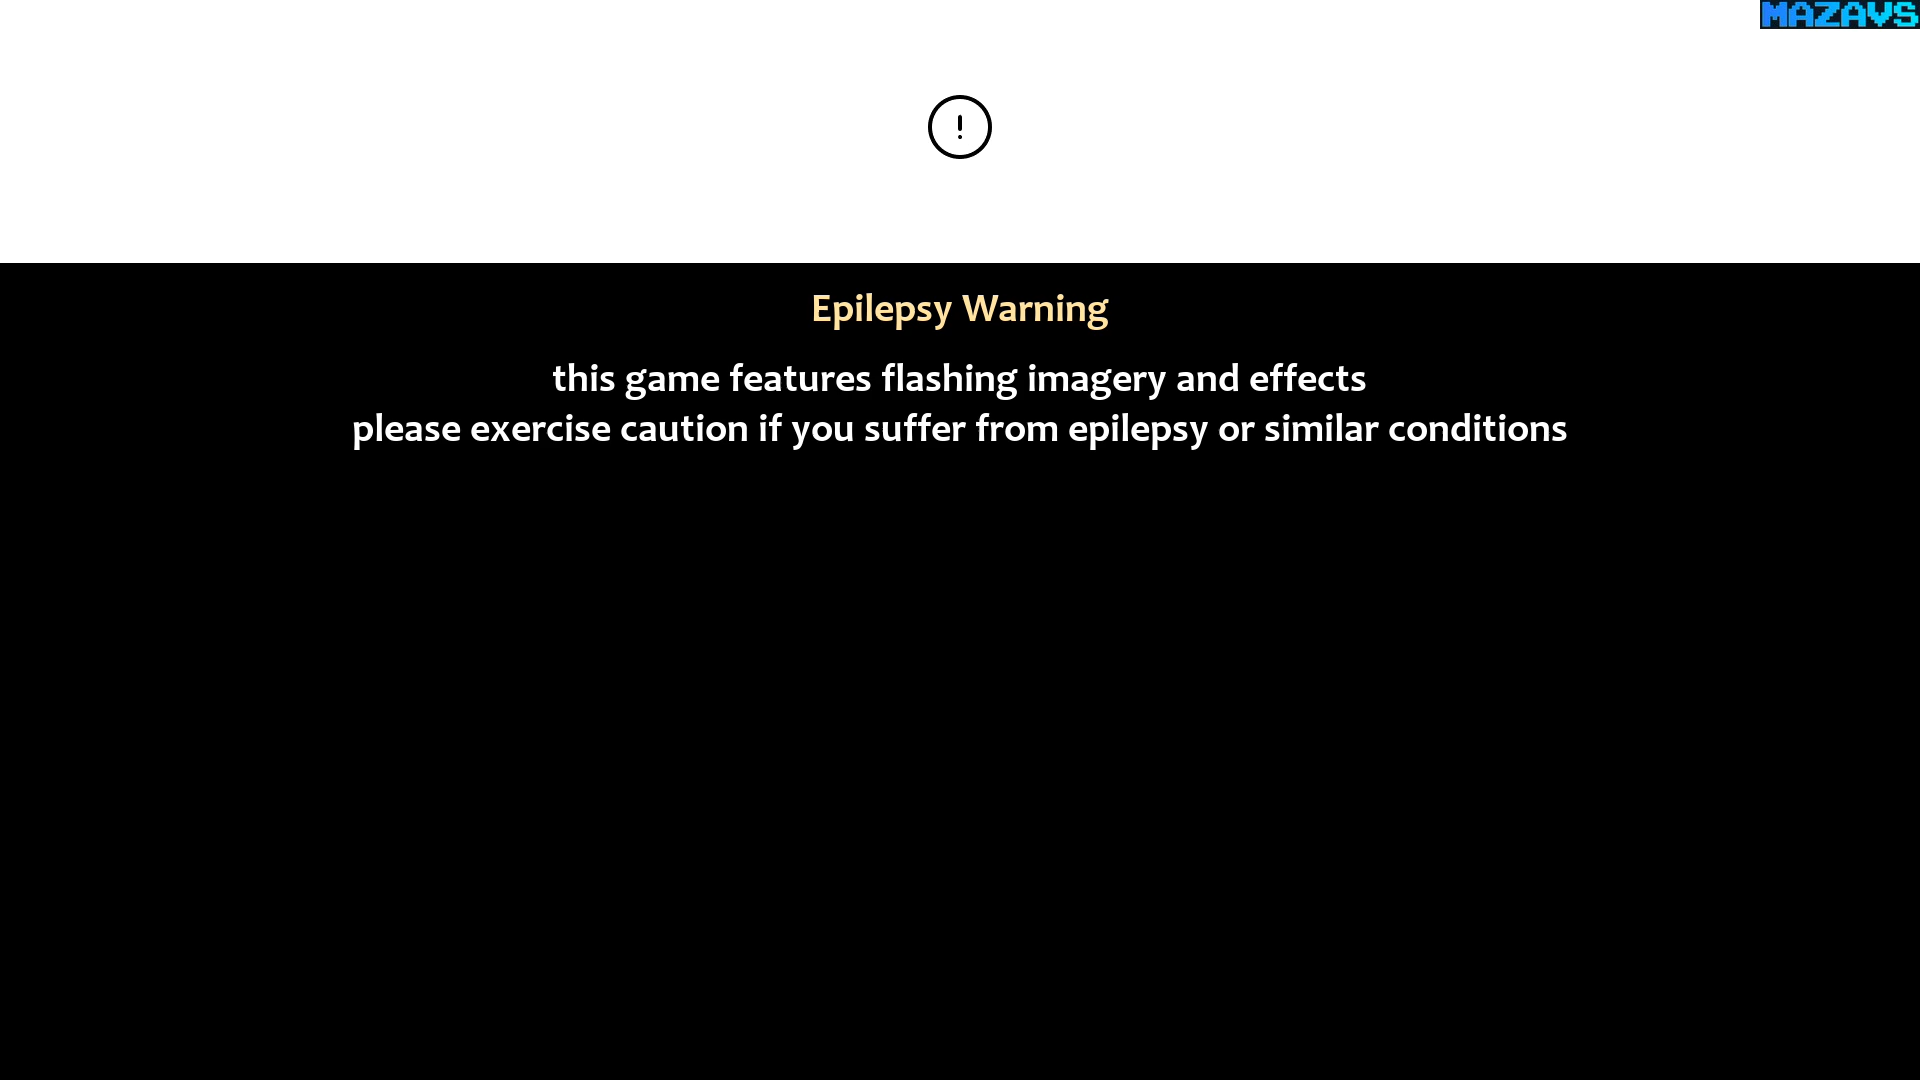 MAZAVS
!
Epilepsy Warning
this game features flashing imagery and effects
please exercise caution if you suffer from epilepsy or similar conditions